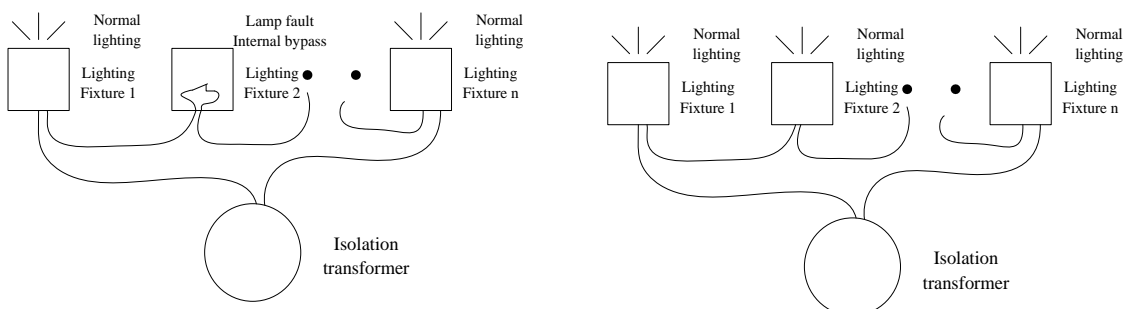 Normal
lighting
Lighting
Fixture 1
Lamp fault
Internal bypass
Lighting
Fixture 2
Normal
lighting
Lighting
Fixture n
Isolation
transformer
Normal
lighting
Lighting
Fixture 1
Normal
lighting
Lighting
Fixture 2
Normal
lighting
Lighting
Fixture n
Isolation
transformer